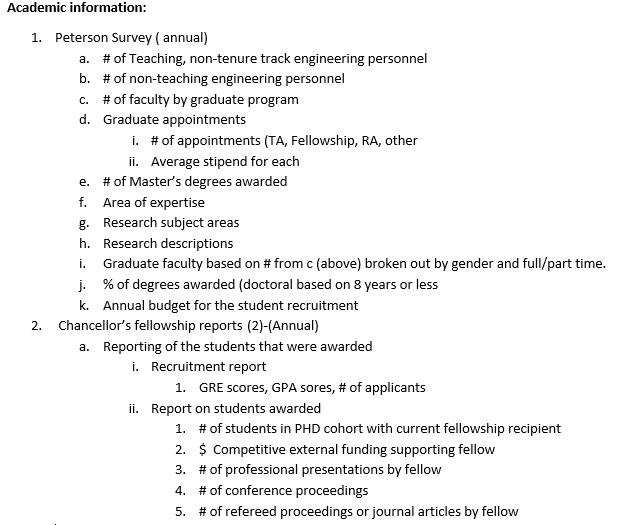 Academic information:
1. Peterson Survey ( annual)
a. # of Teaching, non-tenure track engineering personnel
b. # of non-teaching engineering personnel
c. # of faculty by graduate program
d. Graduate appointments
i. # of appointments (TA, Fellowship, RA, other
ii. Average stipend for each
e. # of Master's degrees awarded
f. Area of expertise
g. Research subject areas
h. Research descriptions
i. Graduate faculty based on # from c (above) broken out by gender and full/part time.
j. % of degrees awarded (doctoral based on 8 years or less
k. Annual budget for the student recruitment
2. Chancellor's fellowship reports (2)-(Annual)
a. Reporting of the students that were awarded
i. Recruitment report
1. GRE scores, GPA sores, # of applicants
ii. Report on students awarded
1. # of students in PHD cohort with current fellowship recipient
2. $ Competitive external funding supporting fellow
3. # of professional presentations by fellow
4. # of conference proceedings
5. # of refereed proceedings or journal articles by fellow